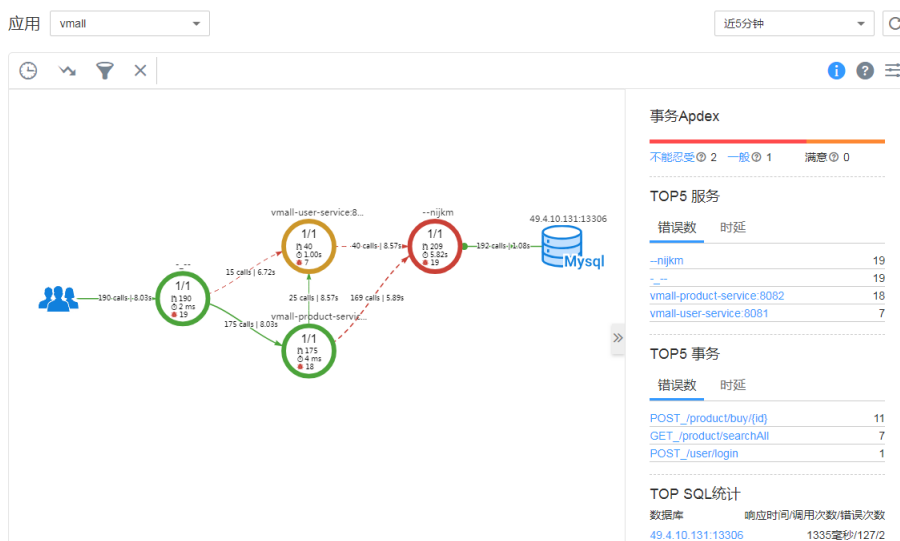 应用 vmall 近5分钟
事务Apdex
不能忍受 2 一般 1 满意 0
TOP5 服务
错误数 时延
--nijkm 19
-_-- 19
vmall-product-service:8082 18
vmall-user-service:8081 7
TOP5 事务
错误数 时延
POST_/product/buy/{id} 11
GET_/product/searchAll 7
POST_/user/login 1
TOP SQL统计
数据库 响应时间/调用次数/错误次数
49.4.10.131:13306 1335毫秒/127/2
vmall-user-service:8...
1/1
40
1.00s
7
--nijkm
1/1
209
5.82s
19
49.4.10.131:13306
Mysql
-_--
1/1
190
2 ms
19
vmall-product-servic...
1/1
175
4 ms
18
190 calls | 8.03s
15 calls | 6.72s
175 calls | 8.03s
25 calls | 8.57s
40 calls | 8.57s
169 calls | 5.89s
192 calls | 1.08s